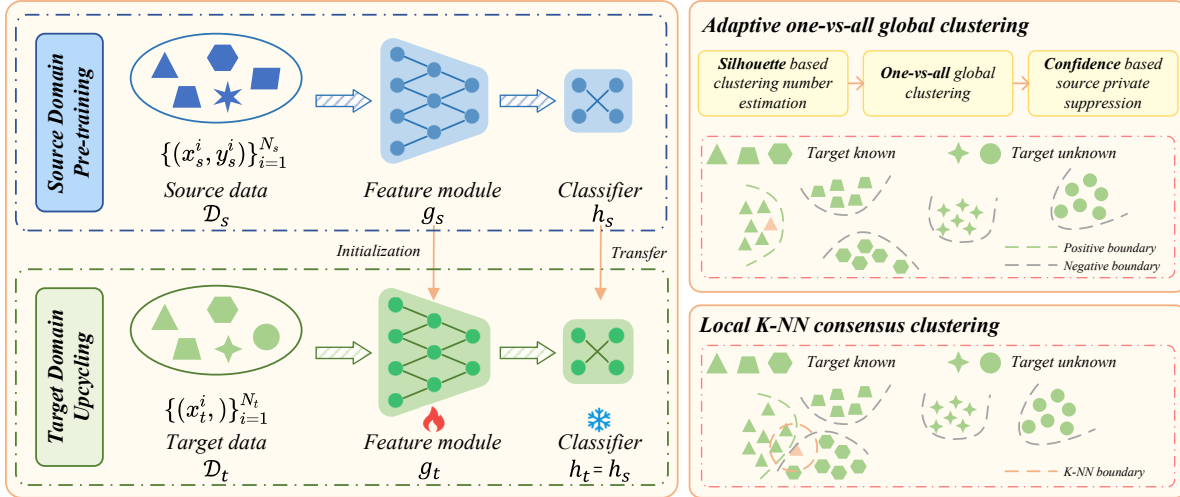 Source Domain
Pre-training
{(x_s^i, y_s^i)}_{i=1}^{N_s}
Source data
𝒟_s
Feature module
g_s
Classifier
h_s
Initialization
Transfer
Target Domain
Upcycling
{(x_t^i, )}_{i=1}^{N_t}
Target data
𝒟_t
Feature module
g_t
Classifier
h_t = h_s
Adaptive one-vs-all global clustering
Silhouette based
clustering number
estimation
One-vs-all global
clustering
Confidence based
source private
suppression
Target known
Target unknown
Positive boundary
Negative boundary
Local K-NN consensus clustering
Target known
Target unknown
K-NN boundary